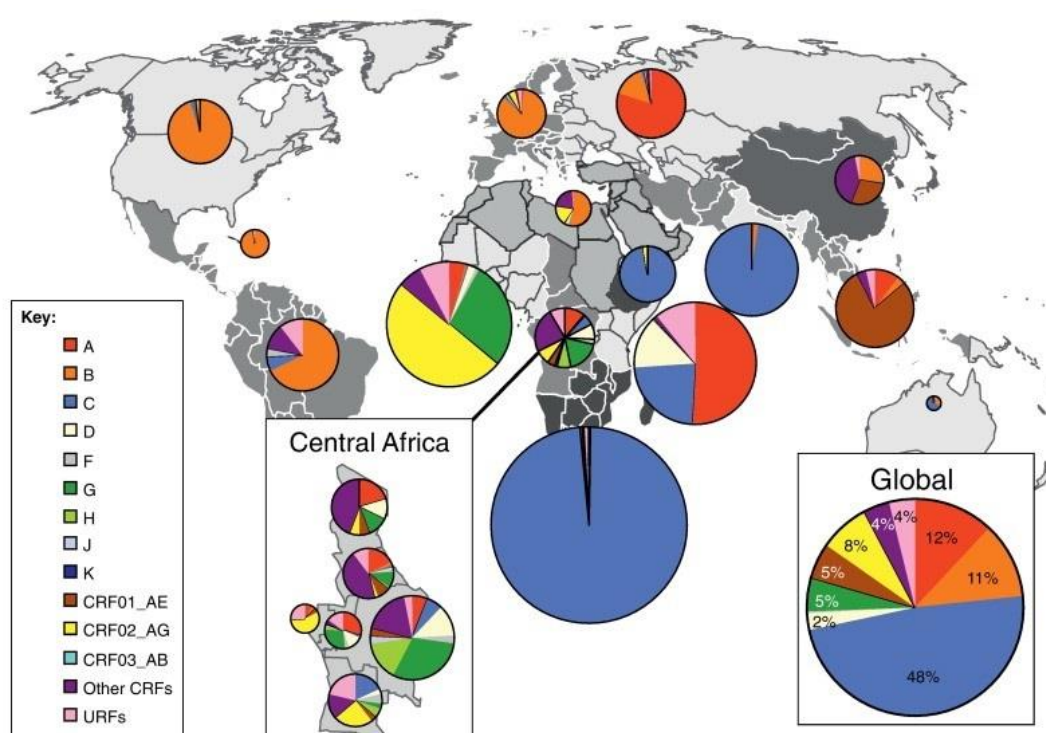 Key:
A
B
C
D
F
G
H
J
K
CRF01_AE
CRF02_AG
CRF03_AB
Other CRFs
URFs
Central Africa
Global
4%
4%
12%
8%
11%
5%
5%
2%
48%